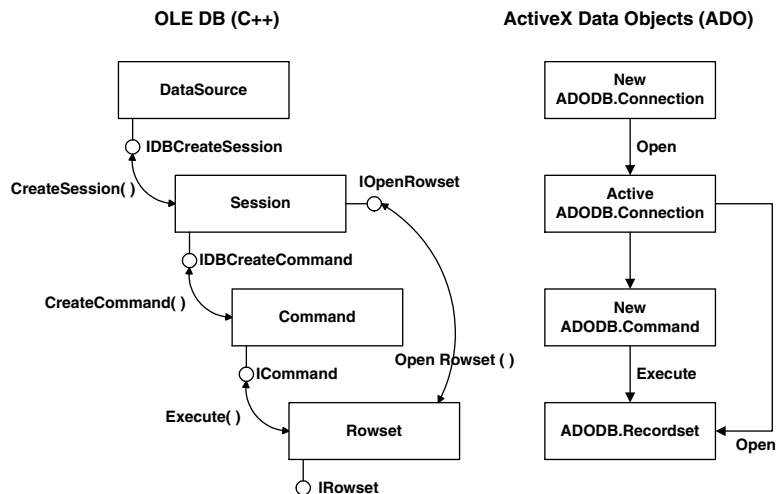 OLE DB (C++)
DataSource
IDBCreateSession
CreateSession( )
Session
IOpenRowset
IDBCreateCommand
CreateCommand( )
Command
ICommand
Open Rowset ( )
Execute( )
Rowset
IRowset
ActiveX Data Objects (ADO)
New
ADODB.Connection
Open
Active
ADODB.Connection
New
ADODB.Command
Execute
ADODB.Recordset
Open